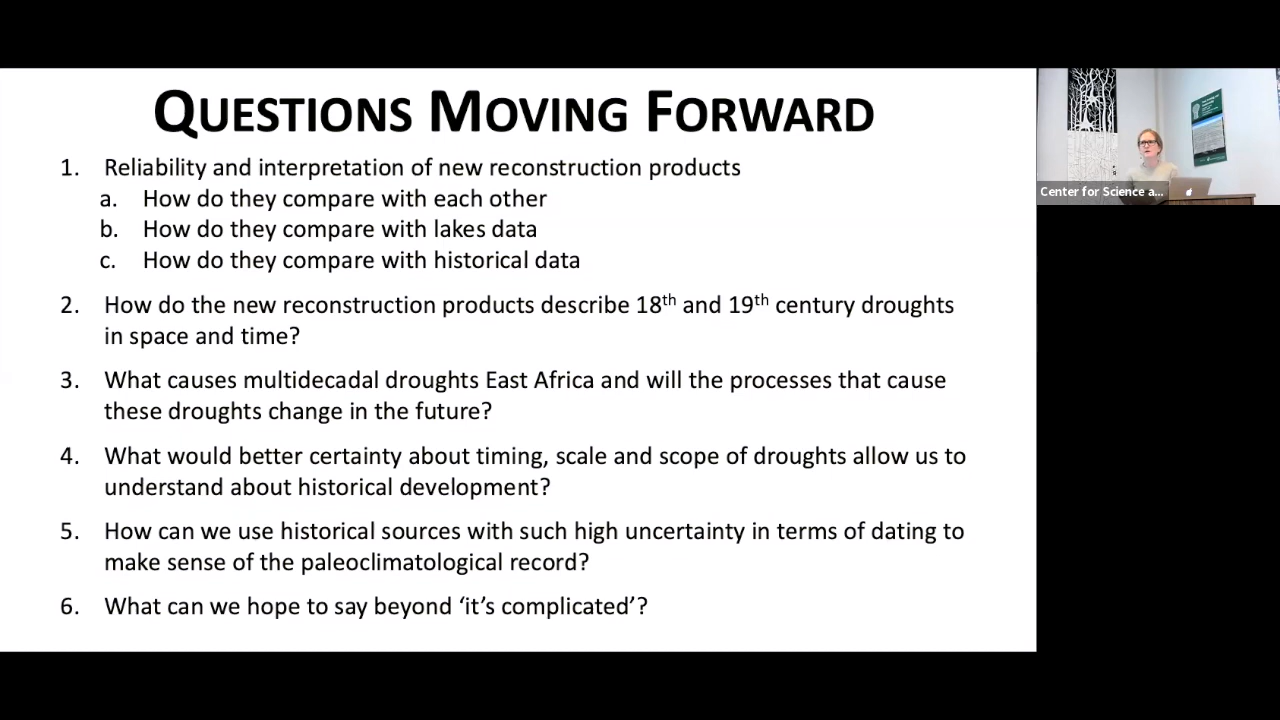 QUESTIONS MOVING FORWARD
1. Reliability and interpretation of new reconstruction products
a. How do they compare with each other
b. How do they compare with lakes data
c. How do they compare with historical data
2. How do the new reconstruction products describe 18th and 19th century droughts
in space and time?
3. What causes multidecadal droughts East Africa and will the processes that cause
these droughts change in the future?
4. What would better certainty about timing, scale and scope of droughts allow us to
understand about historical development?
5. How can we use historical sources with such high uncertainty in terms of dating to
make sense of the paleoclimatological record?
6. What can we hope to say beyond ‘it’s complicated’?
Center for Science a...